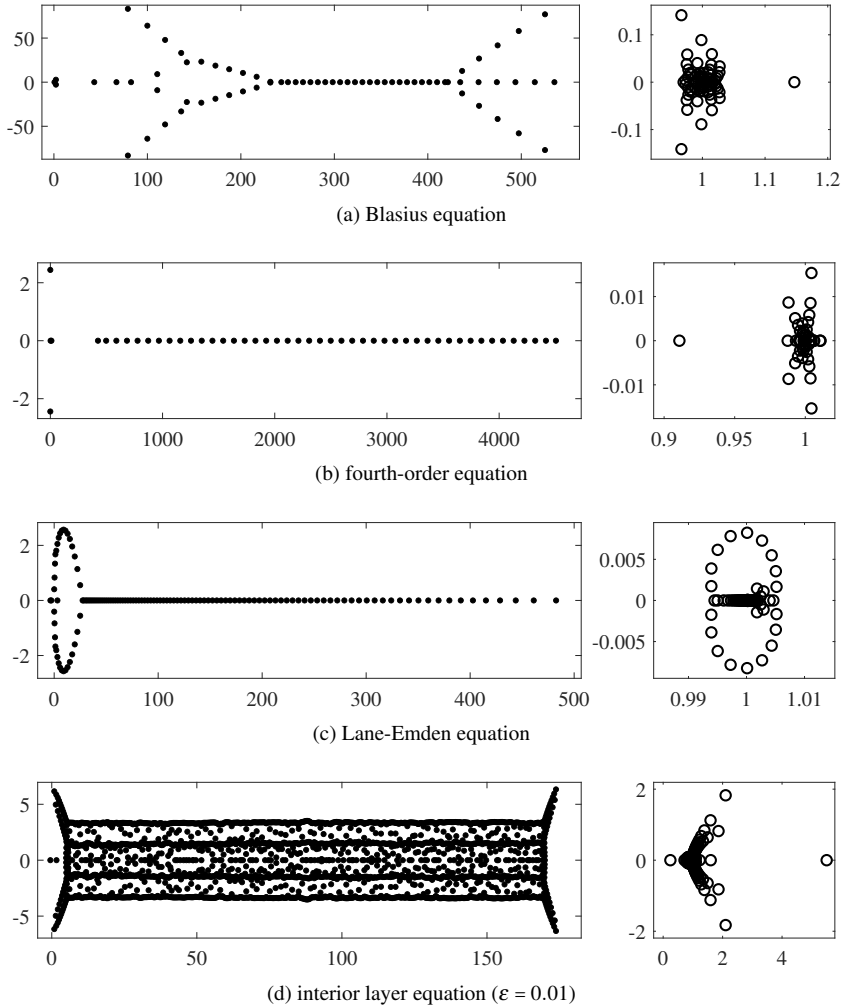 50
0
-50
0 100 200 300 400 500
0.1
0
-0.1
1 1.1 1.2
(a) Blasius equation
2
0
-2
0 1000 2000 3000 4000
0.01
0
-0.01
0.9 0.95 1
(b) fourth-order equation
2
0
-2
0 100 200 300 400 500
0.005
0
-0.005
0.99 1 1.01
(c) Lane-Emden equation
5
0
-5
0 50 100 150
2
0
-2
0 2 4
(d) interior layer equation (ε = 0.01)